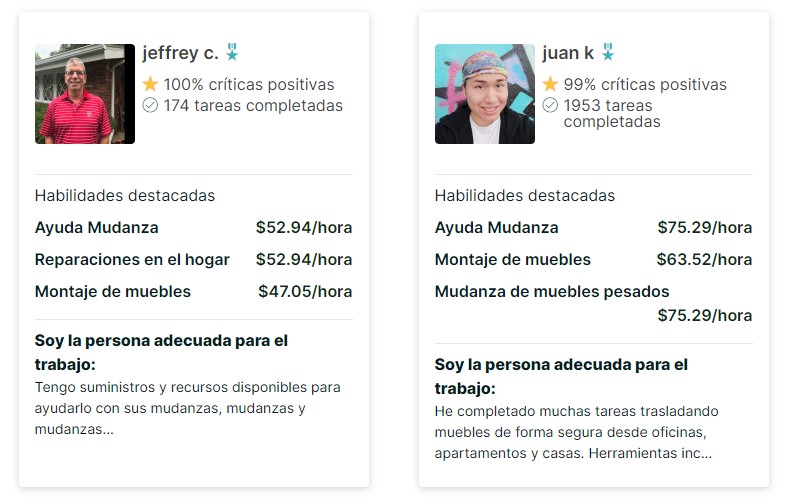 jeffrey c.
100% críticas positivas
174 tareas completadas
Habilidades destacadas
Ayuda Mudanza $52.94/hora
Reparaciones en el hogar $52.94/hora
Montaje de muebles $47.05/hora
Soy la persona adecuada para el
trabajo:
Tengo suministros y recursos disponibles para
ayudarlo con sus mudanzas, mudanzas y
mudanzas...
juan k
99% críticas positivas
1953 tareas
completadas
Habilidades destacadas
Ayuda Mudanza $75.29/hora
Montaje de muebles $63.52/hora
Mudanza de muebles pesados
$75.29/hora
Soy la persona adecuada para el
trabajo:
He completado muchas tareas trasladando
muebles de forma segura desde oficinas,
apartamentos y casas. Herramientas inc...